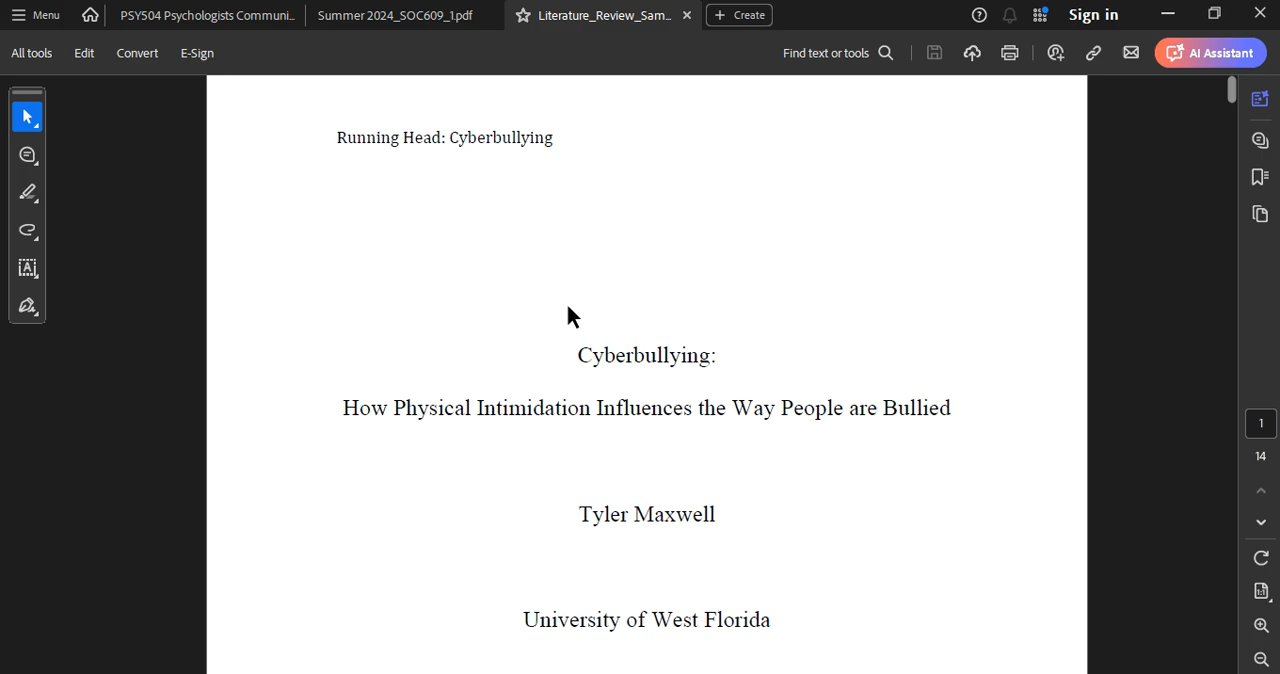 Menu
PSY504 Psychologists Communi...
Summer 2024_SOC609_1.pdf
Literature_Review_Sam...
Create
Sign in
All tools
Edit
Convert
E-Sign
Find text or tools
AI Assistant
Running Head: Cyberbullying
Cyberbullying:
How Physical Intimidation Influences the Way People are Bullied
Tyler Maxwell
University of West Florida
1
14